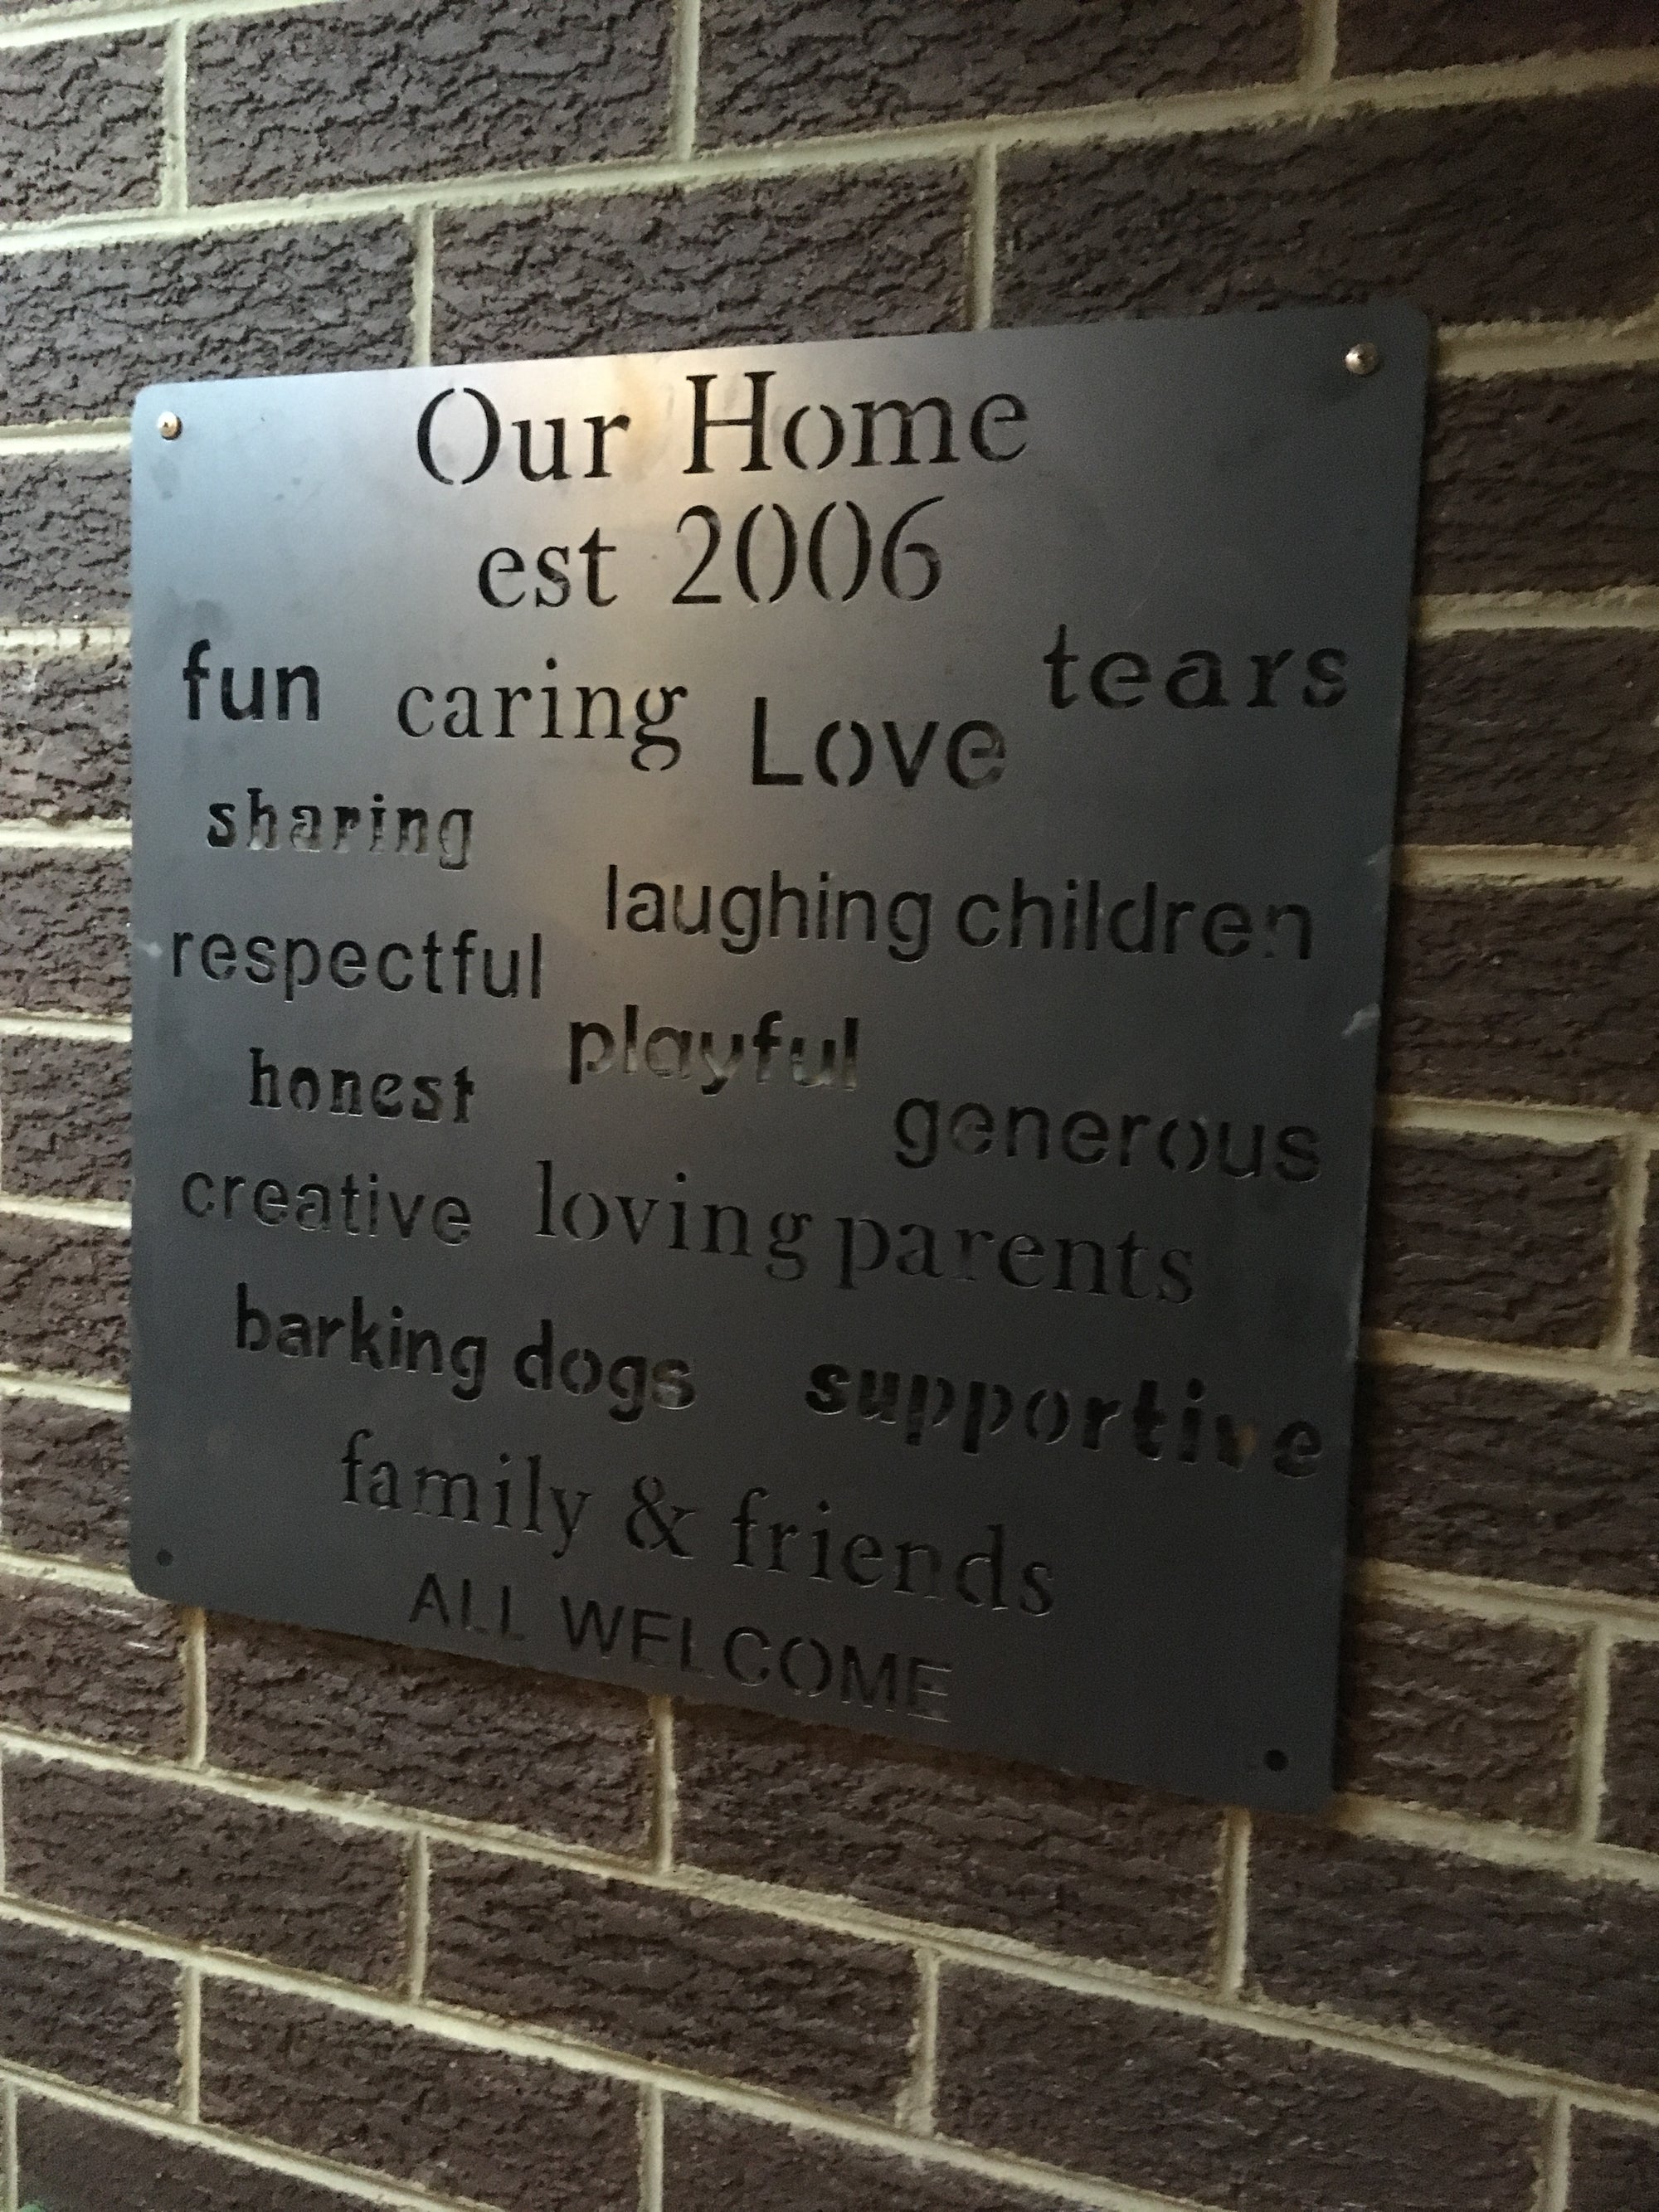 Our Home
est 2006
fun caring Love tears
sharing
laughing children
respectful
playful
honest
generous
creative loving parents
barking dogs supportive
family & friends
ALL WELCOME